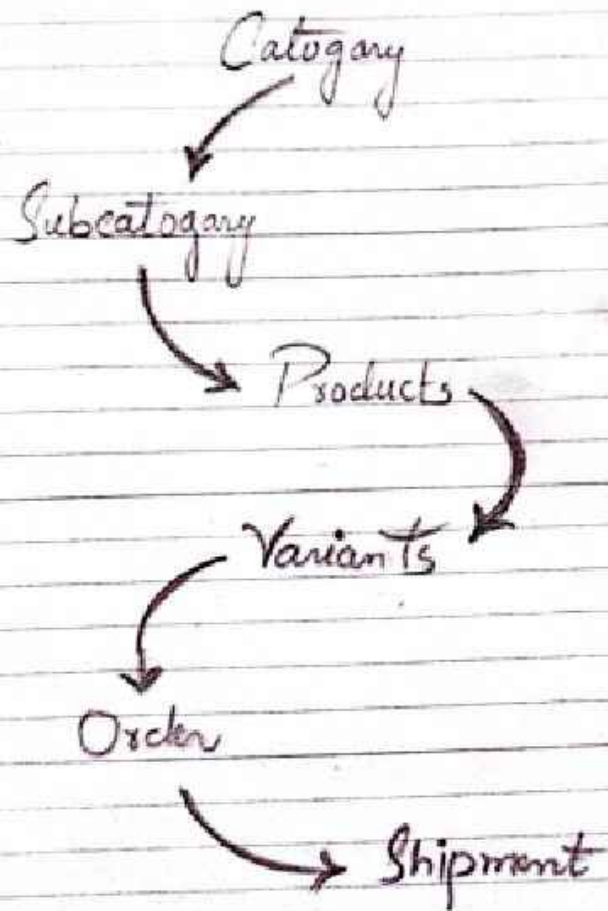 Catogary
Subcatogary
Products
Variants
Order
Shipment